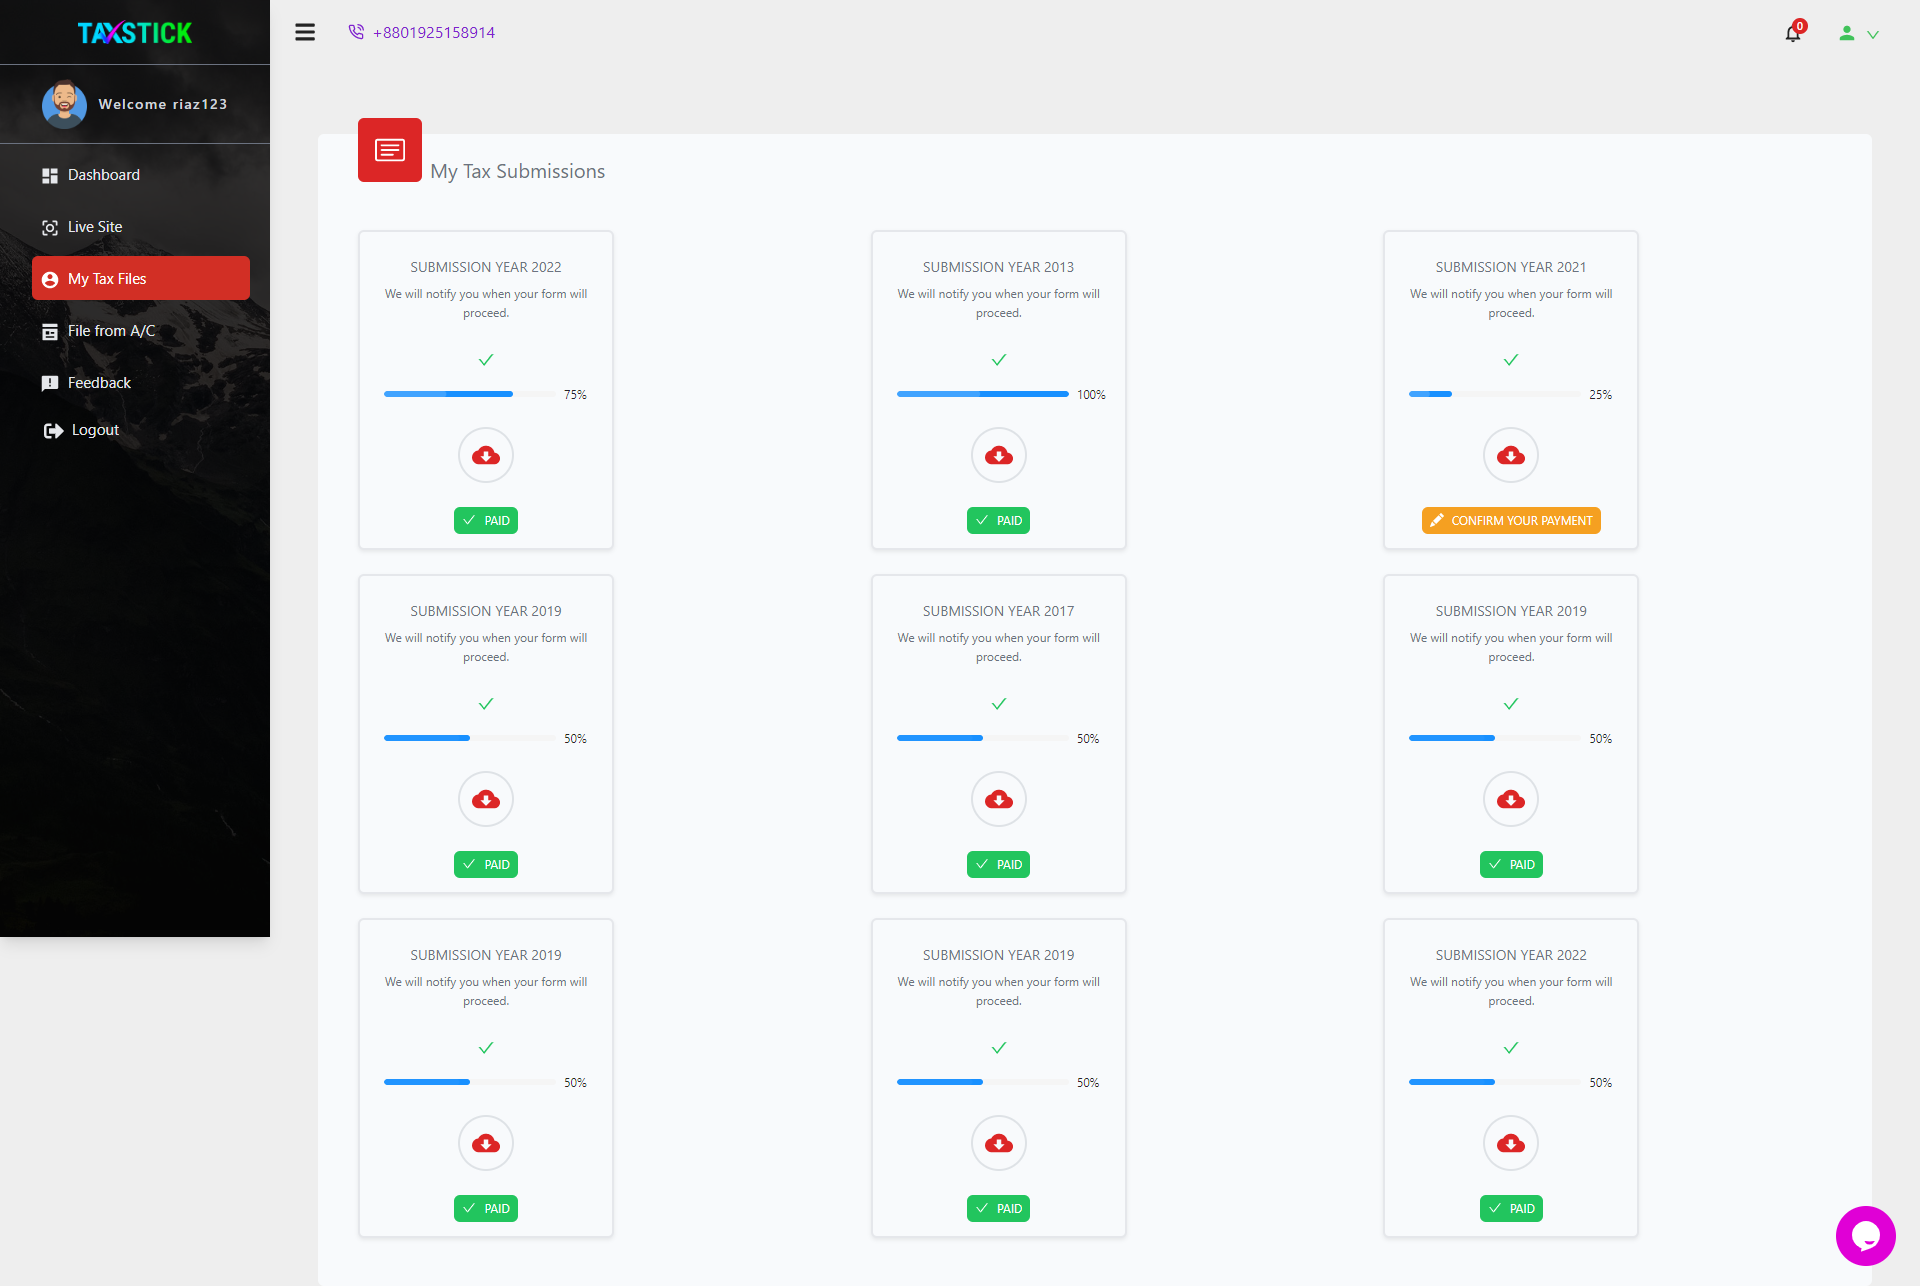 TAXSTICK
+8801925158914
0
Welcome riaz123
Dashboard
Live Site
My Tax Files
File from A/C
Feedback
Logout
My Tax Submissions
SUBMISSION YEAR 2022
We will notify you when your form will
proceed.
75%
PAID
SUBMISSION YEAR 2013
We will notify you when your form will
proceed.
100%
PAID
SUBMISSION YEAR 2021
We will notify you when your form will
proceed.
25%
CONFIRM YOUR PAYMENT
SUBMISSION YEAR 2019
We will notify you when your form will
proceed.
50%
PAID
SUBMISSION YEAR 2017
We will notify you when your form will
proceed.
50%
PAID
SUBMISSION YEAR 2019
We will notify you when your form will
proceed.
50%
PAID
SUBMISSION YEAR 2019
We will notify you when your form will
proceed.
50%
PAID
SUBMISSION YEAR 2019
We will notify you when your form will
proceed.
50%
PAID
SUBMISSION YEAR 2022
We will notify you when your form will
proceed.
50%
PAID